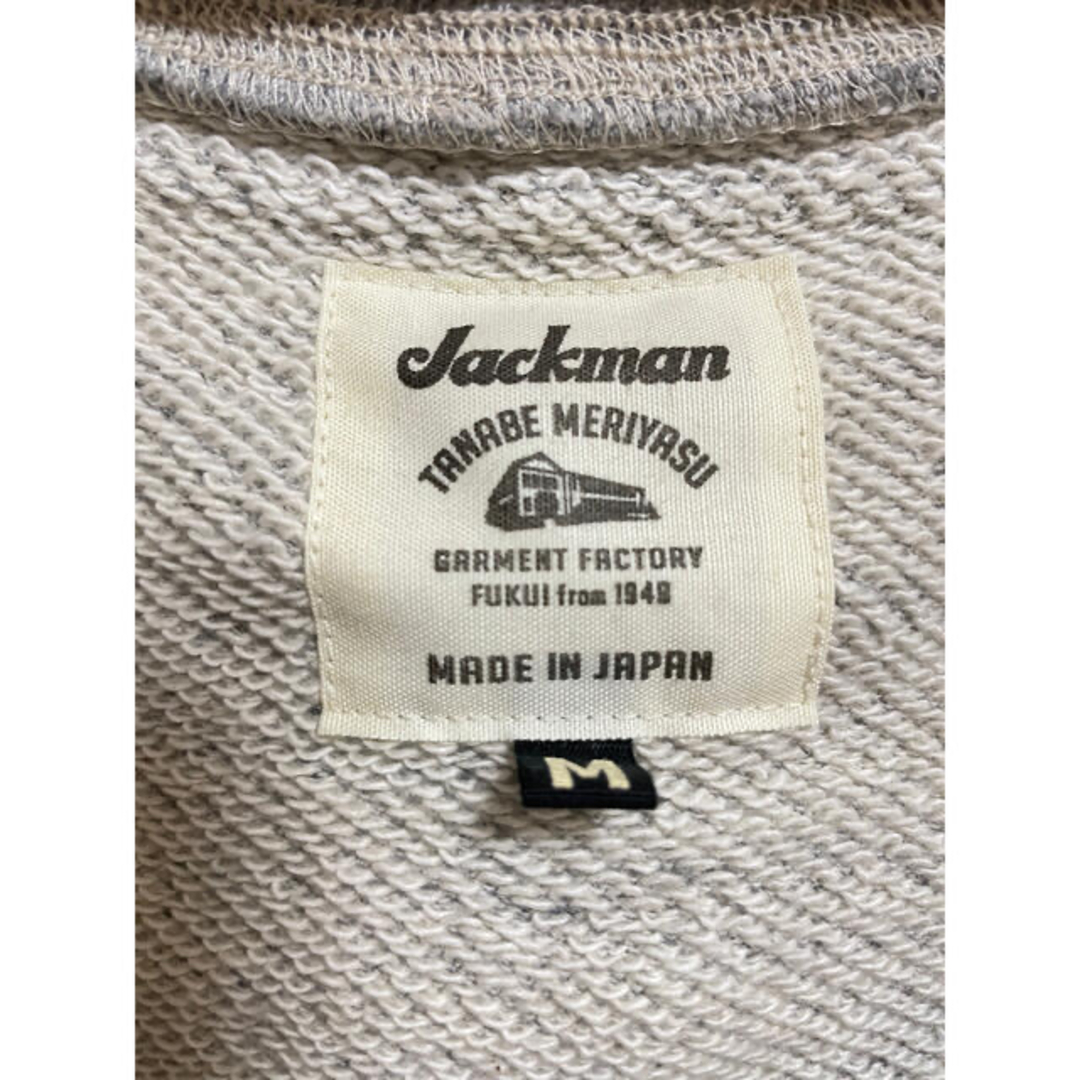 Jackman
TANABE MERIYASU
GARMENT FACTORY
FUKUI from 1949
MADE IN JAPAN
M